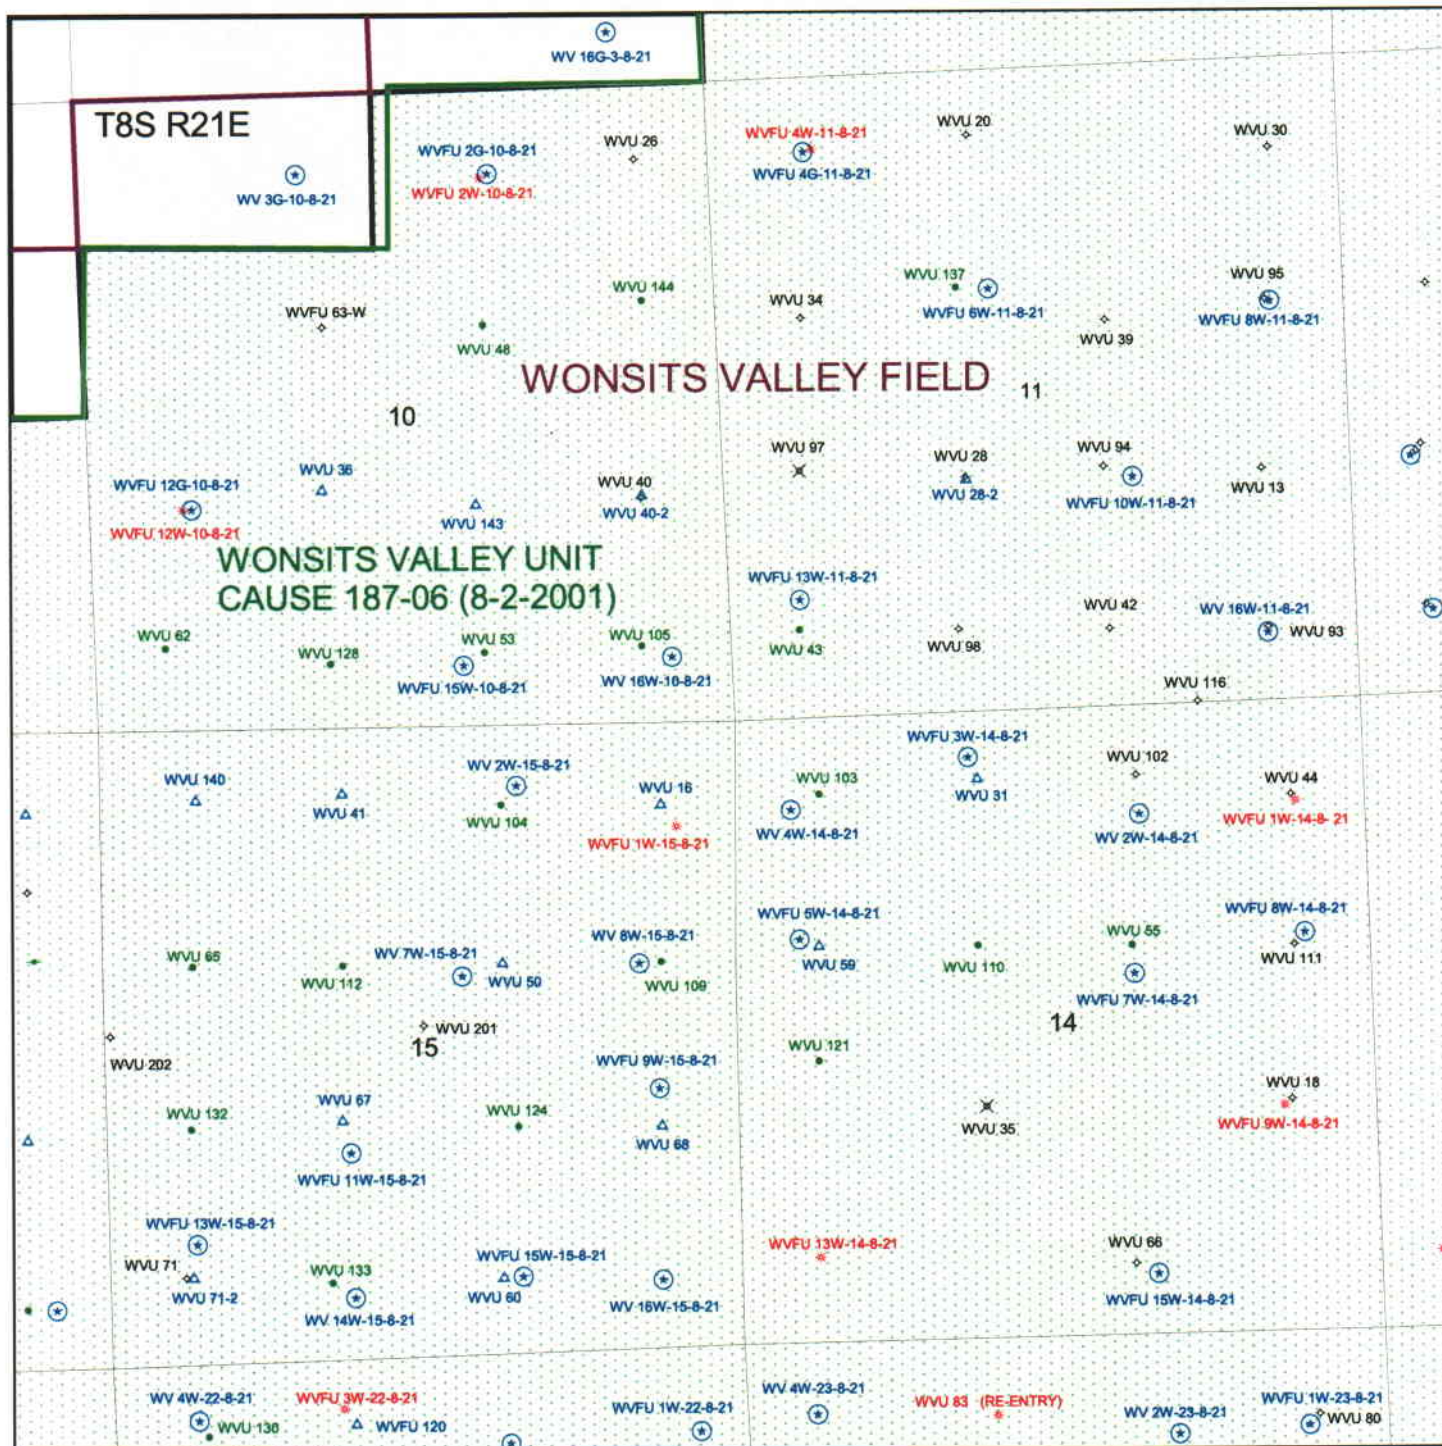 WV 16G-3-8-21
T8S R21E
WV 3G-10-8-21
WVFU 2G-10-8-21
WVFU 2W-10-8-21
WVU 26
WVFU 4W-11-8-21
WVFU 4G-11-8-21
WVU 20
WVU 30
WVFU 63-W
WVU 48
WVU 144
WVU 34
WVU 137
WVFU 6W-11-8-21
WVU 39
WVU 95
WVFU 8W-11-8-21
WONSITS VALLEY FIELD
10
11
WVFU 12G-10-8-21
WVFU 12W-10-8-21
WVU 36
WVU 143
WVU 40
WVU 40-2
WVU 97
WVU 28
WVU 28-2
WVU 94
WVFU 10W-11-8-21
WVU 13
WONSITS VALLEY UNIT
CAUSE 187-06 (8-2-2001)
WVFU 13W-11-8-21
WVU 43
WVU 98
WVU 42
WV 16W-11-8-21
WVU 93
WVU 62
WVU 128
WVU 53
WVFU 15W-10-8-21
WVU 105
WV 16W-10-8-21
WVU 116
WVU 140
WVU 41
WV 2W-15-8-21
WVU 104
WVU 16
WVFU 1W-15-8-21
WVU 103
WV 4W-14-8-21
WVFU 3W-14-8-21
WVU 31
WVU 102
WV 2W-14-8-21
WVU 44
WVFU 1W-14-8- 21
WVU 65
WVU 112
WV 7W-15-8-21
WVU 50
WV 8W-15-8-21
WVU 109
WVFU 5W-14-8-21
WVU 59
WVU 110
WVU 55
WVFU 7W-14-8-21
WVFU 8W-14-8-21
WVU 111
WVU 202
WVU 201
15
14
WVU 121
WVFU 9W-15-8-21
WVU 68
WVU 132
WVU 67
WVFU 11W-15-8-21
WVU 124
WVU 35
WVU 18
WVFU 9W-14-8-21
WVFU 13W-15-8-21
WVU 71
WVU 71-2
WVU 133
WV 14W-15-8-21
WVFU 15W-15-8-21
WVU 60
WV 16W-15-8-21
WVFU 13W-14-8-21
WVU 66
WVFU 15W-14-8-21
WV 4W-22-8-21
WVU 130
WVFU 3W-22-8-21
WVFU 120
WVFU 1W-22-8-21
WV 4W-23-8-21
WVU 83 (RE-ENTRY)
WV 2W-23-8-21
WVFU 1W-23-8-21
WVU 80